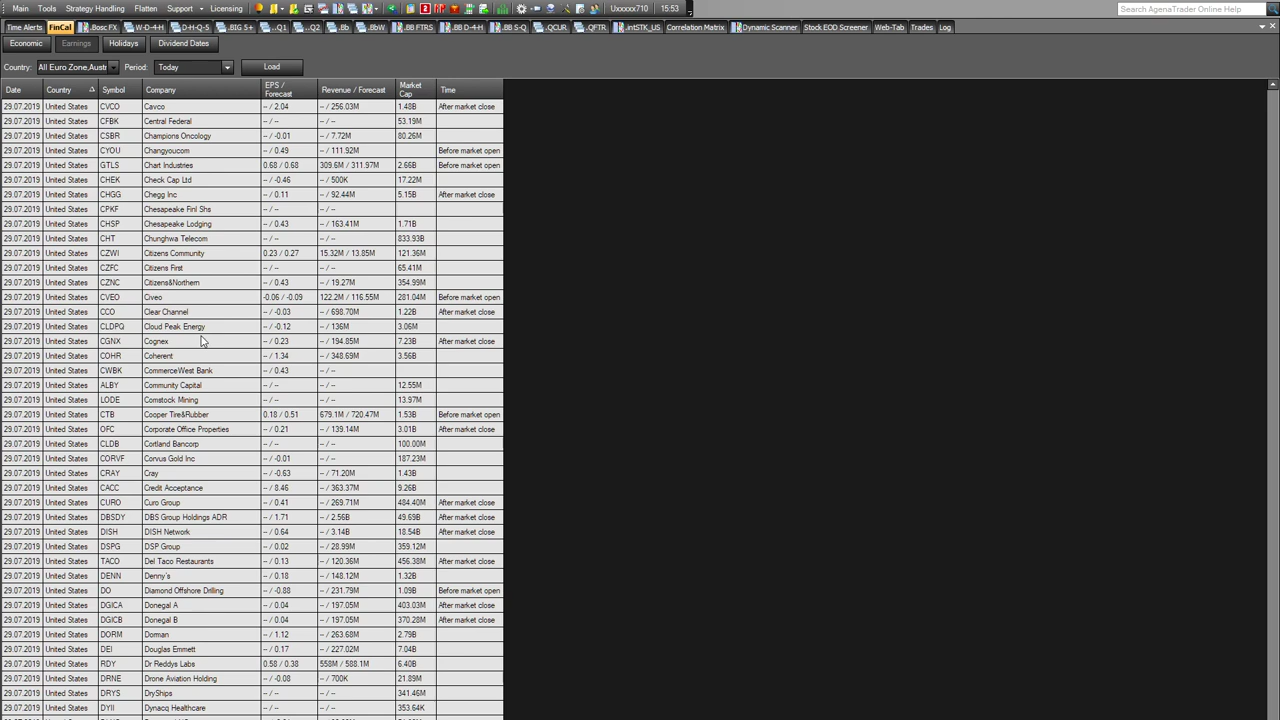 Main Tools Strategy Handling Flatten Support Licensing Uxxxxx710 15:53 Search AgenaTrader Online Help
Time Alerts FinCal .Bosc FX W-D-4-H D-H-Q-5 .BIG 5+ ..Q1 ..Q2 .Bb .BbW .BB FTRS .BB D-4-H .BB S-Q .QCUR .QFTR .IntSTK_US Correlation Matrix Dynamic Scanner Stock EOD Screener Web-Tab Trades Log
Economic Earnings Holidays Dividend Dates
Country: All Euro Zone,Austr Period: Today Load
Date Country Symbol Company EPS / Forecast Revenue / Forecast Market Cap Time
29.07.2019 United States CVCO Cavco -- / 2.04 -- / 256.03M 1.48B After market close
29.07.2019 United States CFBK Central Federal -- / -- -- / -- 53.19M
29.07.2019 United States CSBR Champions Oncology -- / -0.01 -- / 7.72M 80.26M
29.07.2019 United States CYOU Changyoucom -- / 0.49 -- / 111.92M Before market open
29.07.2019 United States GTLS Chart Industries 0.68 / 0.68 309.6M / 311.97M 2.66B Before market open
29.07.2019 United States CHEK Check Cap Ltd -- / -0.46 -- / 500K 17.22M
29.07.2019 United States CHGG Chegg Inc -- / 0.11 -- / 92.44M 5.15B After market close
29.07.2019 United States CPKF Chesapeake Finl Shs -- / -- -- / --
29.07.2019 United States CHSP Chesapeake Lodging -- / 0.43 -- / 163.41M 1.71B
29.07.2019 United States CHT Chunghwa Telecom -- / -- -- / -- 833.93B
29.07.2019 United States CZWI Citizens Community 0.23 / 0.27 15.32M / 13.85M 121.36M
29.07.2019 United States CZFC Citizens First -- / -- -- / -- 65.41M
29.07.2019 United States CZNC Citizens&Northern -- / 0.43 -- / 19.27M 354.99M
29.07.2019 United States CVEO Civeo -0.06 / -0.09 122.2M / 116.55M 281.04M Before market open
29.07.2019 United States CCO Clear Channel -- / -0.03 -- / 698.70M 1.22B After market close
29.07.2019 United States CLDPQ Cloud Peak Energy -- / -0.12 -- / 136M 3.06M
29.07.2019 United States CGNX Cognex -- / 0.23 -- / 194.85M 7.23B After market close
29.07.2019 United States COHR Coherent -- / 1.34 -- / 348.69M 3.56B
29.07.2019 United States CWBK CommerceWest Bank -- / 0.43 -- / --
29.07.2019 United States ALBY Community Capital -- / -- -- / -- 12.55M
29.07.2019 United States LODE Comstock Mining -- / -- -- / -- 13.97M
29.07.2019 United States CTB Cooper Tire&Rubber 0.18 / 0.51 679.1M / 720.47M 1.53B Before market open
29.07.2019 United States OFC Corporate Office Properties -- / 0.21 -- / 139.14M 3.01B After market close
29.07.2019 United States CLDB Cortland Bancorp -- / -- -- / -- 100.00M
29.07.2019 United States CORVF Corvus Gold Inc -- / -0.01 -- / -- 187.23M
29.07.2019 United States CRAY Cray -- / -0.63 -- / 71.20M 1.43B
29.07.2019 United States CACC Credit Acceptance -- / 8.46 -- / 363.37M 9.26B
29.07.2019 United States CURO Curo Group -- / 0.41 -- / 269.71M 484.40M After market close
29.07.2019 United States DBSDY DBS Group Holdings ADR -- / 1.71 -- / 2.56B 49.69B After market close
29.07.2019 United States DISH DISH Network -- / 0.64 -- / 3.14B 18.54B After market close
29.07.2019 United States DSPG DSP Group -- / 0.02 -- / 28.99M 359.12M
29.07.2019 United States TACO Del Taco Restaurants -- / 0.13 -- / 120.36M 456.38M After market close
29.07.2019 United States DENN Denny's -- / 0.18 -- / 148.12M 1.32B
29.07.2019 United States DO Diamond Offshore Drilling -- / -0.88 -- / 231.79M 1.09B Before market open
29.07.2019 United States DGICA Donegal A -- / 0.04 -- / 197.05M 403.03M After market close
29.07.2019 United States DGICB Donegal B -- / 0.04 -- / 197.05M 370.28M After market close
29.07.2019 United States DORM Dorman -- / 1.12 -- / 263.68M 2.79B
29.07.2019 United States DEI Douglas Emmett -- / 0.17 -- / 227.02M 7.04B
29.07.2019 United States RDY Dr Reddys Labs 0.58 / 0.38 558M / 588.1M 6.40B
29.07.2019 United States DRNE Drone Aviation Holding -- / -0.08 -- / 700K 21.89M
29.07.2019 United States DRYS DryShips -- / -- -- / -- 341.46M
29.07.2019 United States DYII Dynacq Healthcare -- / -- -- / -- 353.64K